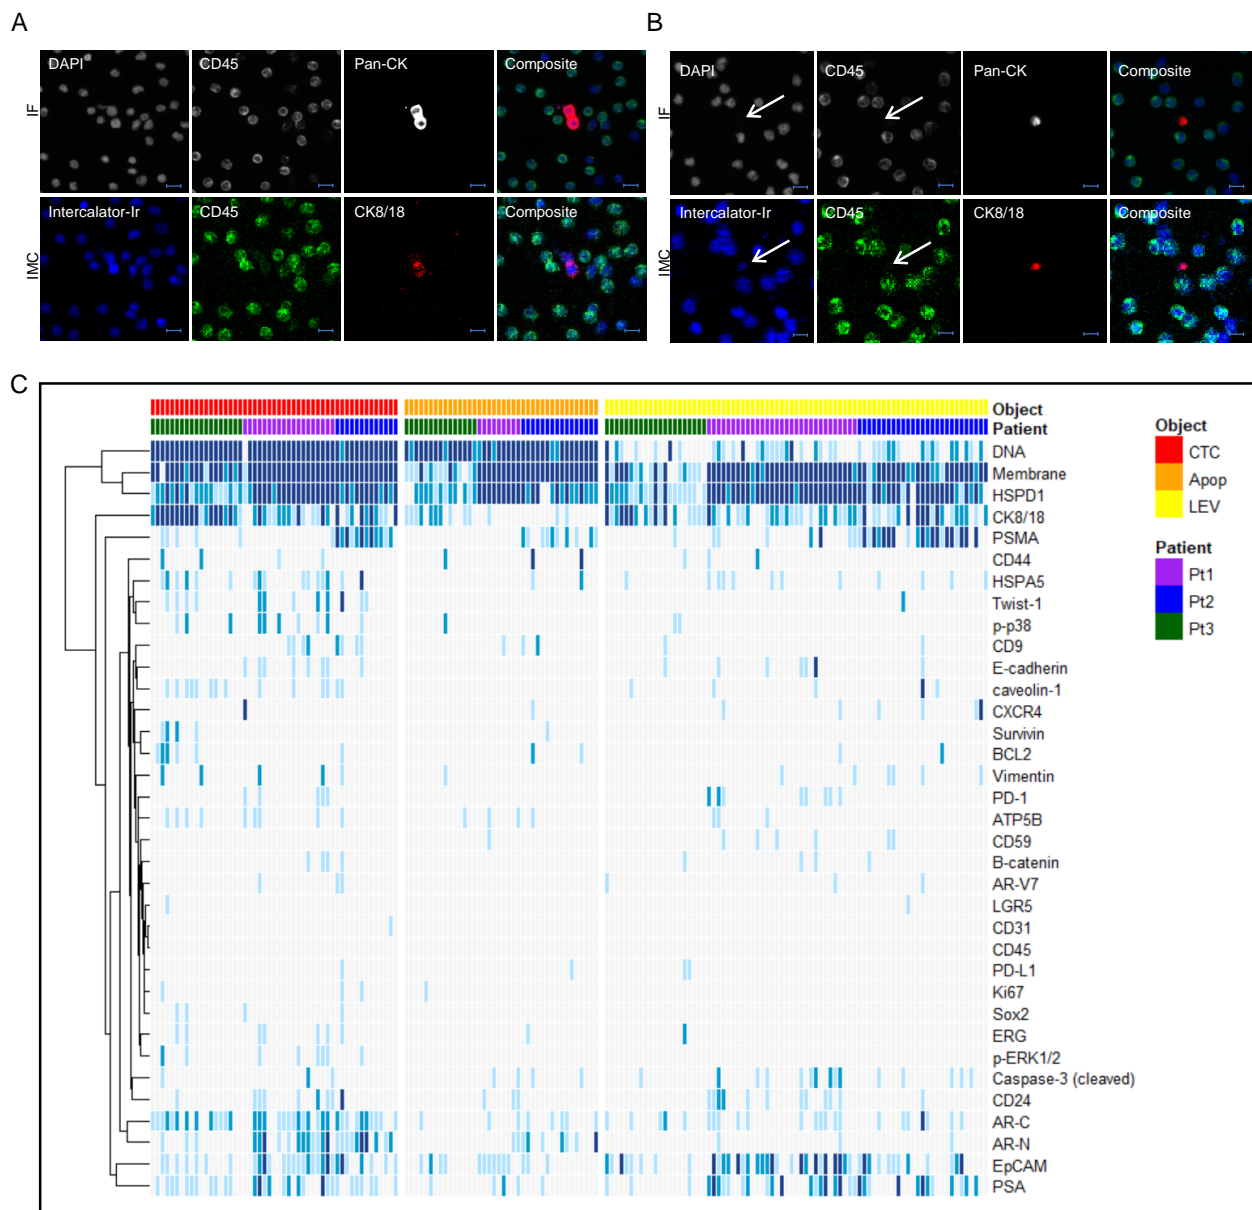 A
B
DAPI
CD45
Pan-CK
Composite
IF
Intercalator-Ir
CD45
CK8/18
Composite
IMC
DAPI
CD45
Pan-CK
Composite
IF
Intercalator-Ir
CD45
CK8/18
Composite
IMC
C
Object
Patient
DNA
Membrane
HSPD1
CK8/18
PSMA
CD44
HSPA5
Twist-1
p-p38
CD9
E-cadherin
caveolin-1
CXCR4
Survivin
BCL2
Vimentin
PD-1
ATP5B
CD59
B-catenin
AR-V7
LGR5
CD31
CD45
PD-L1
Ki67
Sox2
ERG
p-ERK1/2
Caspase-3 (cleaved)
CD24
AR-C
AR-N
EpCAM
PSA
Object
CTC
Apop
LEV
Patient
Pt1
Pt2
Pt3